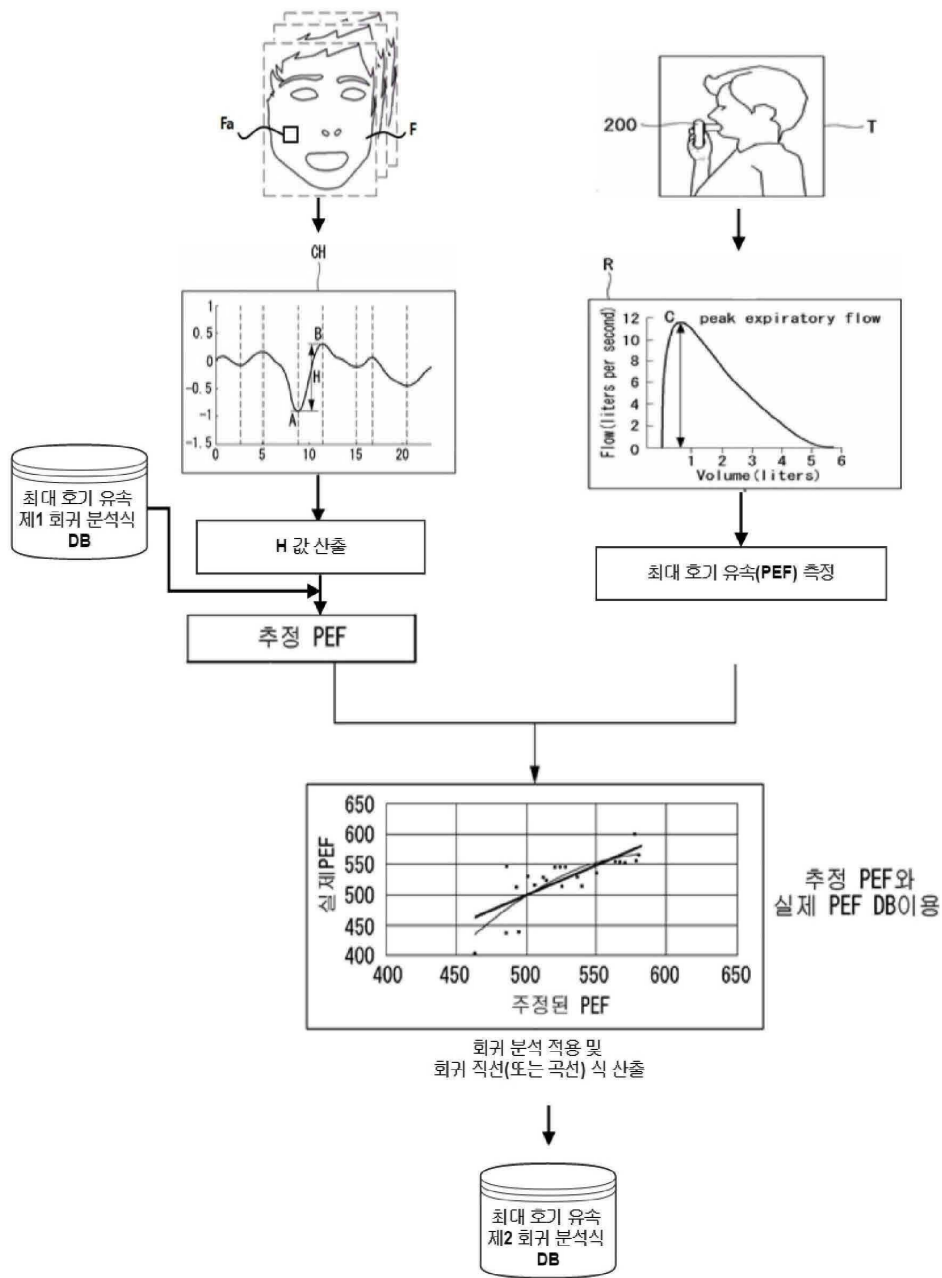 Fa
F
200
T
CH
1
0.5
0
-0.5
-1
-1.5
B
H
A
0
5
10
15
20
R
12
10
8
6
4
2
0
C
peak expiratory flow
Flow(liters per second)
1
2
3
4
5
6
Volume(liters)
최대 호기 유속
제1 회귀 분석식
DB
H 값 산출
최대 호기 유속(PEF) 측정
추정 PEF
650
600
550
500
450
400
실제PEF
400
450
500
550
600
650
주정된 PEF
추정 PEF와
실제 PEF DB이용
회귀 분석 적용 및
회귀 직선(또는 곡선) 식 산출
최대 호기 유속
제2 회귀 분석식
DB